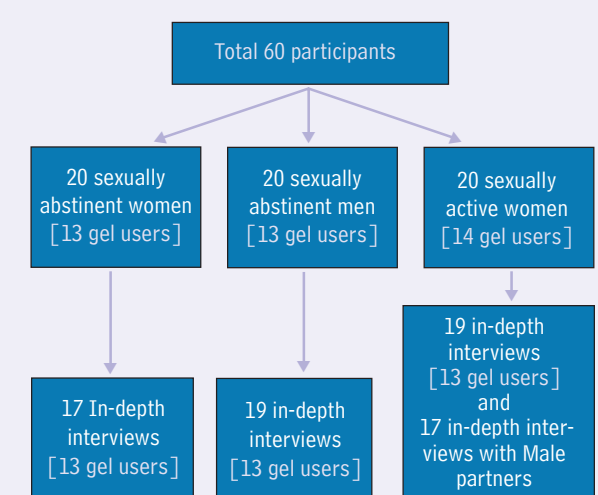 Total 60 participants
20 sexually
abstinent women
[13 gel users]
20 sexually
abstinent men
[13 gel users]
20 sexually
active women
[14 gel users]
17 In-depth
interviews
[13 gel users]
19 in-depth
interviews
[13 gel users]
19 in-depth
interviews
[13 gel users]
and
17 in-depth inter-
views with Male
partners